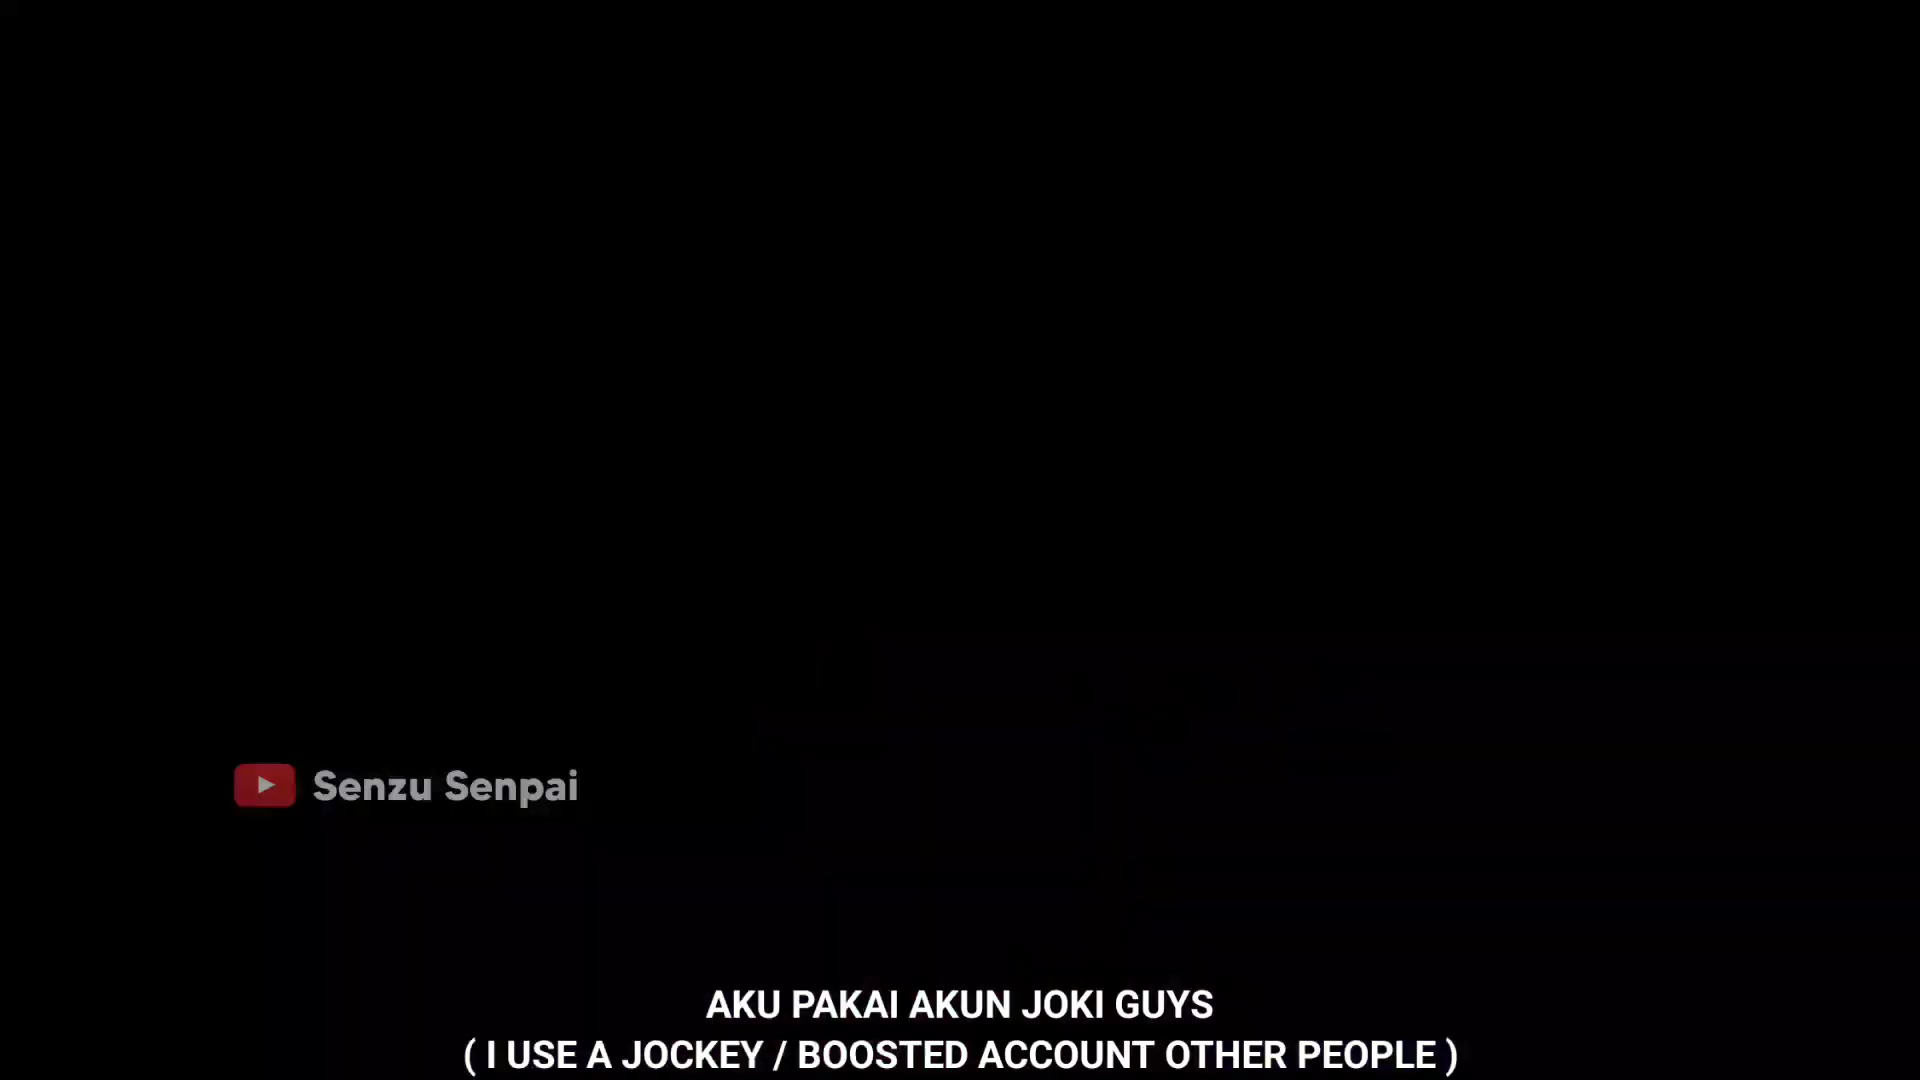 Senzu Senpai
AKU PAKAI AKUN JOKI GUYS
( I USE A JOCKEY / BOOSTED ACCOUNT OTHER PEOPLE )